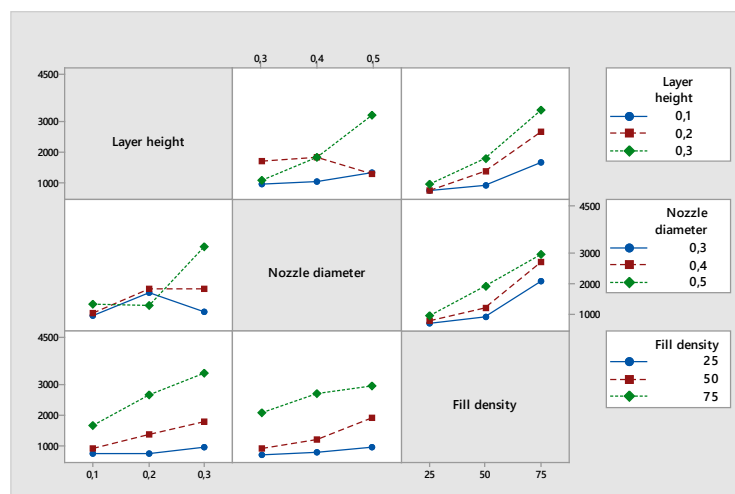 0,3 0,4 0,5
4500
3000
2000
1000
Layer height
Layer
height
0,1
0,2
0,3
Nozzle diameter
4500
3000
2000
1000
Nozzle
diameter
0,3
0,4
0,5
4500
3000
2000
1000
Fill density
Fill density
25
50
75
0,1 0,2 0,3
25 50 75